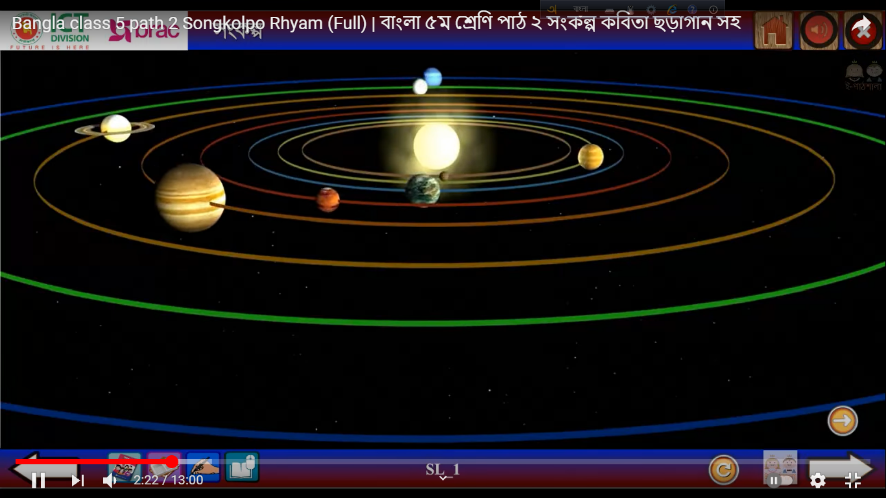 Bangla class 5 path 2 Songkolpo Rhyam (Full) | বাংলা ৫ম শ্রেণি পাঠ ২ সংকল্প কবিতা ছড়াগান সহ
ICT
DIVISION
FUTURE IS HERE
brac
সংকল্প
ই-পাঠশালা
SL_1
2:22 / 13:00